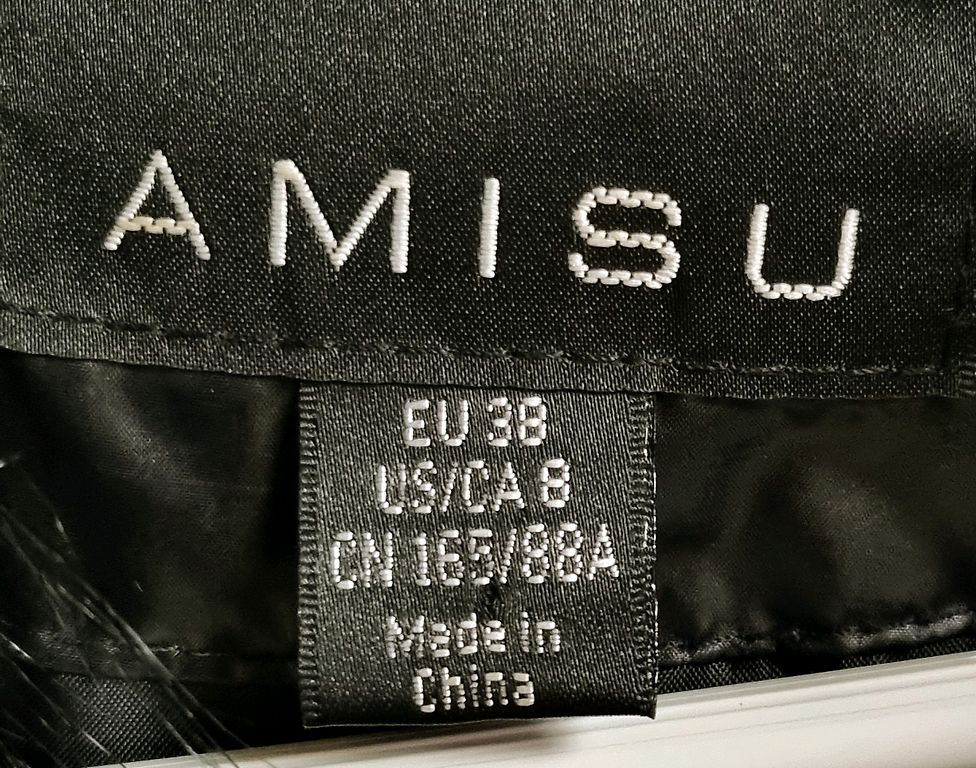 AMISU
EU 38
US/CA 8
CN 165/88A
Made in
China